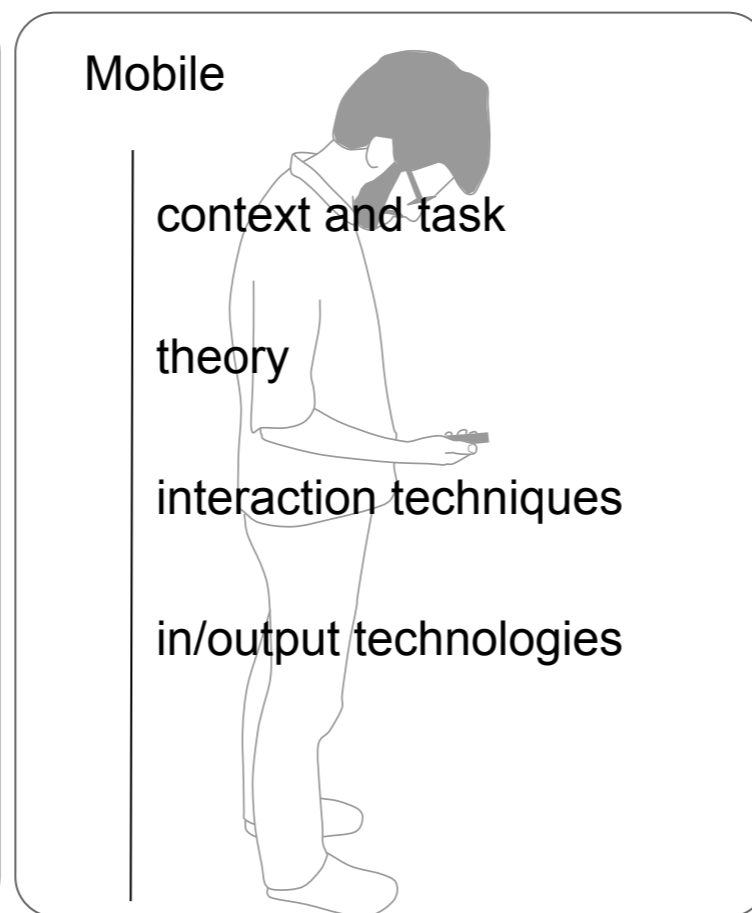 Mobile
context and task
theory
interaction techniques
in/output technologies